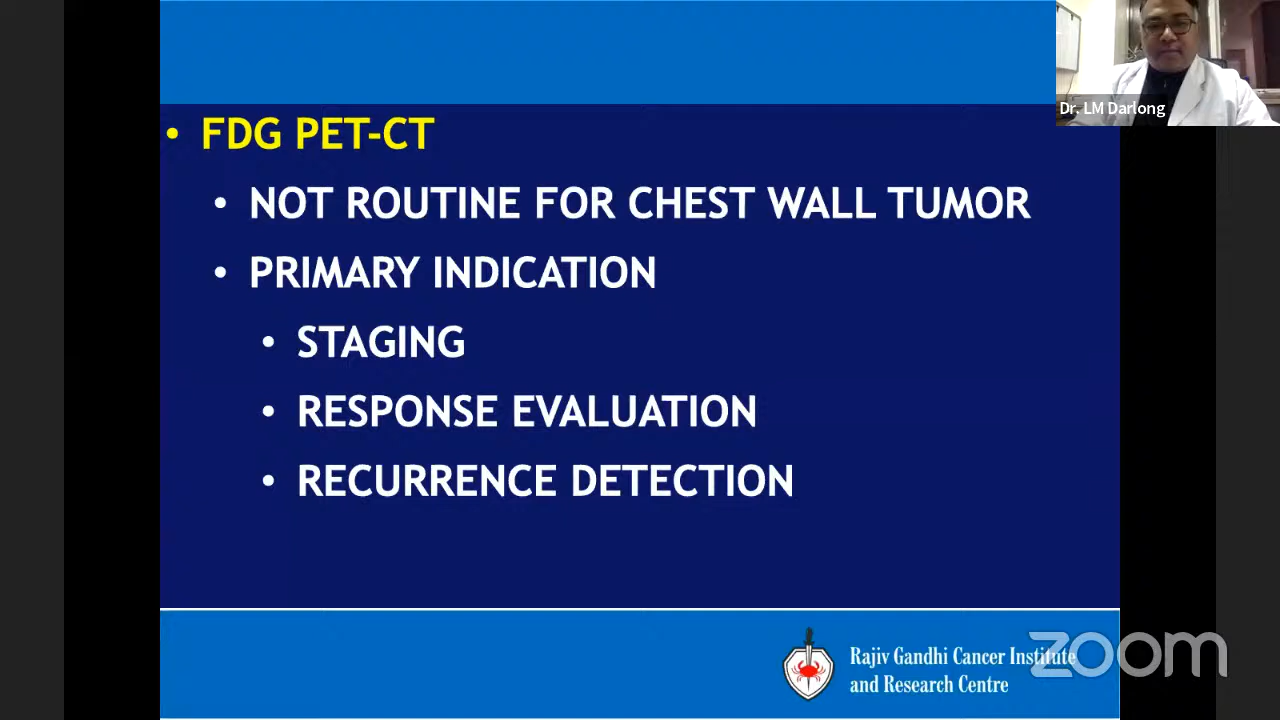 Dr. LM Darlong
• FDG PET-CT
• NOT ROUTINE FOR CHEST WALL TUMOR
• PRIMARY INDICATION
• STAGING
• RESPONSE EVALUATION
• RECURRENCE DETECTION
Rajiv Gandhi Cancer Institute
and Research Centre
zoom